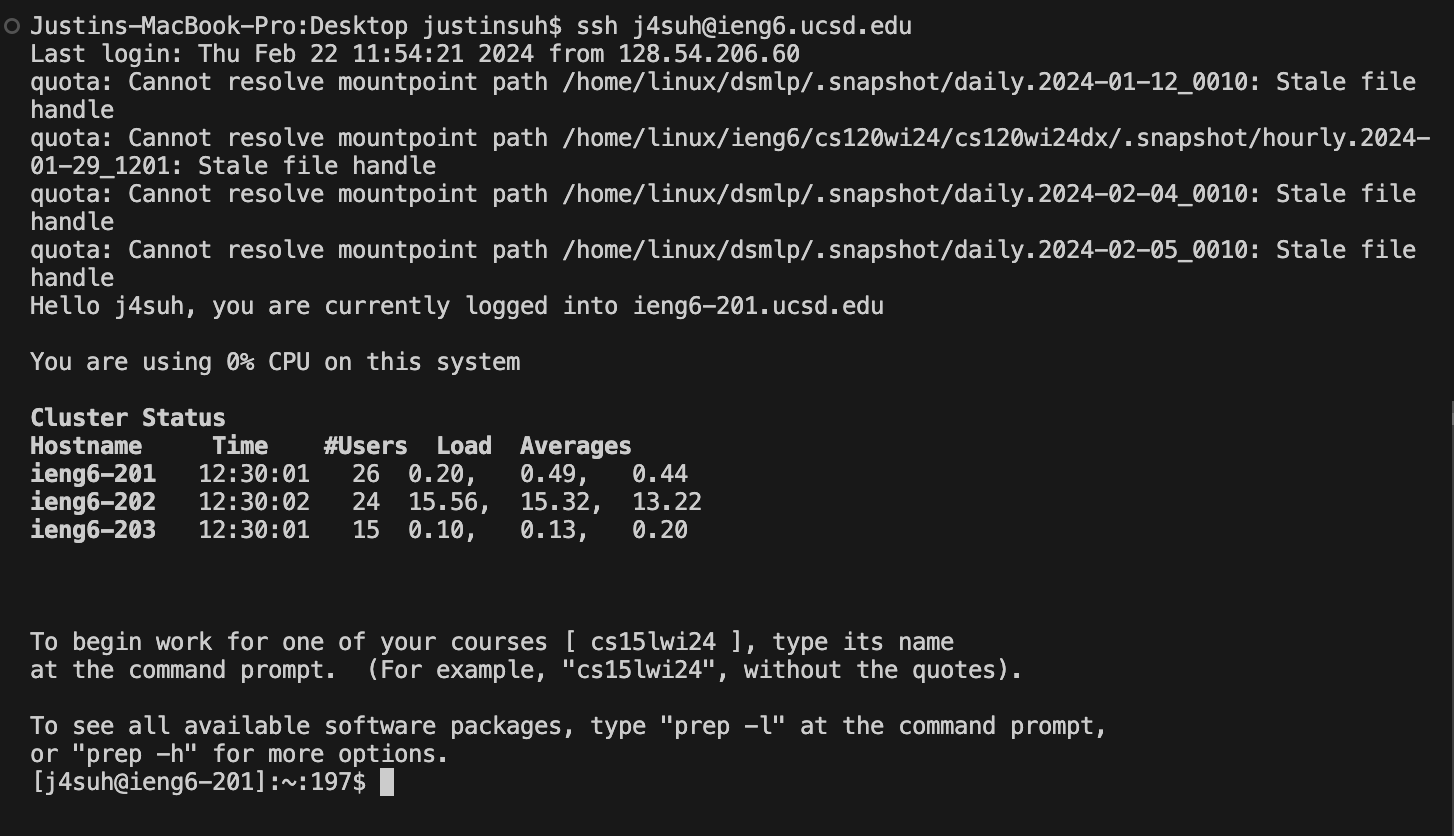 Justins-MacBook-Pro:Desktop justinsuh$ ssh j4suh@ieng6.ucsd.edu
Last login: Thu Feb 22 11:54:21 2024 from 128.54.206.60
quota: Cannot resolve mountpoint path /home/linux/dsmlp/.snapshot/daily.2024-01-12_0010: Stale file
handle
quota: Cannot resolve mountpoint path /home/linux/ieng6/cs120wi24/cs120wi24dx/.snapshot/hourly.2024-
01-29_1201: Stale file handle
quota: Cannot resolve mountpoint path /home/linux/dsmlp/.snapshot/daily.2024-02-04_0010: Stale file
handle
quota: Cannot resolve mountpoint path /home/linux/dsmlp/.snapshot/daily.2024-02-05_0010: Stale file
handle
Hello j4suh, you are currently logged into ieng6-201.ucsd.edu
You are using 0% CPU on this system
Cluster Status
Hostname     Time    #Users  Load  Averages
ieng6-201   12:30:01   26  0.20,   0.49,   0.44
ieng6-202   12:30:02   24  15.56,  15.32,  13.22
ieng6-203   12:30:01   15  0.10,   0.13,   0.20
To begin work for one of your courses [ cs15lwi24 ], type its name
at the command prompt.  (For example, "cs15lwi24", without the quotes).
To see all available software packages, type "prep -l" at the command prompt,
or "prep -h" for more options.
[j4suh@ieng6-201]:~:197$